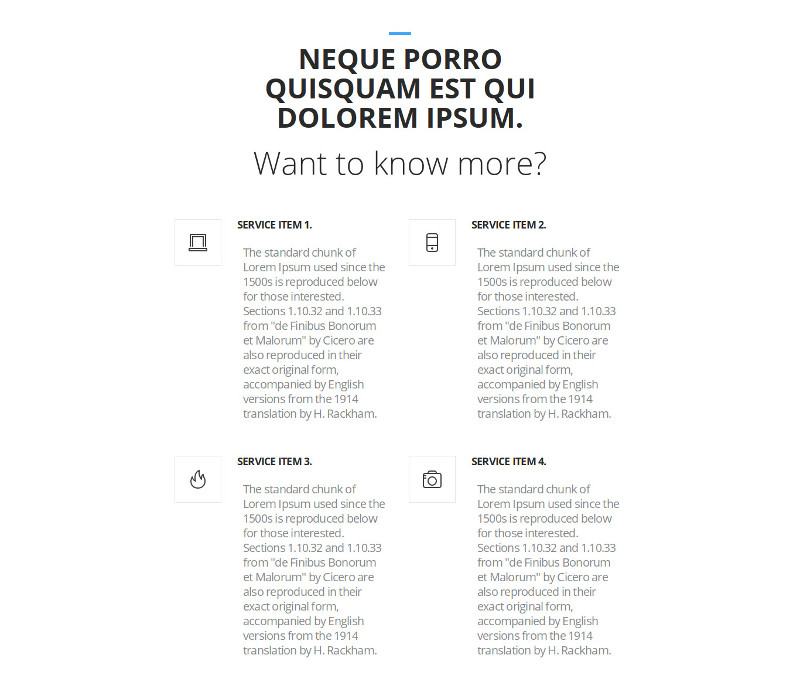 NEQUE PORRO
QUISQUAM EST QUI
DOLOREM IPSUM.
Want to know more?
SERVICE ITEM 1.
The standard chunk of
Lorem Ipsum used since the
1500s is reproduced below
for those interested.
Sections 1.10.32 and 1.10.33
from "de Finibus Bonorum
et Malorum" by Cicero are
also reproduced in their
exact original form,
accompanied by English
versions from the 1914
translation by H. Rackham.
SERVICE ITEM 2.
The standard chunk of
Lorem Ipsum used since the
1500s is reproduced below
for those interested.
Sections 1.10.32 and 1.10.33
from "de Finibus Bonorum
et Malorum" by Cicero are
also reproduced in their
exact original form,
accompanied by English
versions from the 1914
translation by H. Rackham.
SERVICE ITEM 3.
The standard chunk of
Lorem Ipsum used since the
1500s is reproduced below
for those interested.
Sections 1.10.32 and 1.10.33
from "de Finibus Bonorum
et Malorum" by Cicero are
also reproduced in their
exact original form,
accompanied by English
versions from the 1914
translation by H. Rackham.
SERVICE ITEM 4.
The standard chunk of
Lorem Ipsum used since the
1500s is reproduced below
for those interested.
Sections 1.10.32 and 1.10.33
from "de Finibus Bonorum
et Malorum" by Cicero are
also reproduced in their
exact original form,
accompanied by English
versions from the 1914
translation by H. Rackham.